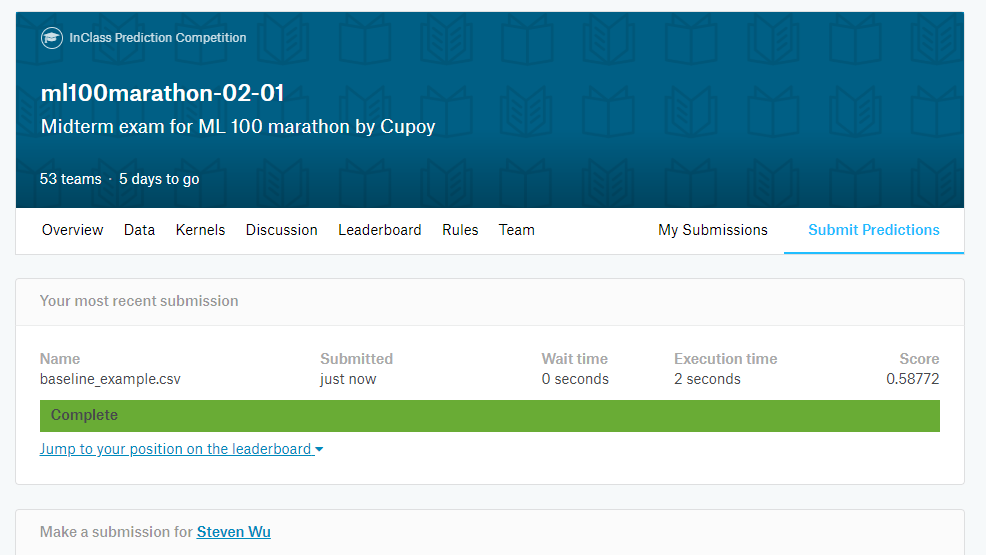 InClass Prediction Competition
ml100marathon-02-01
Midterm exam for ML 100 marathon by Cupoy
53 teams · 5 days to go
Overview Data Kernels Discussion Leaderboard Rules Team My Submissions Submit Predictions
Your most recent submission
Name Submitted Wait time Execution time Score
baseline_example.csv just now 0 seconds 2 seconds 0.58772
Complete
Jump to your position on the leaderboard
Make a submission for Steven Wu